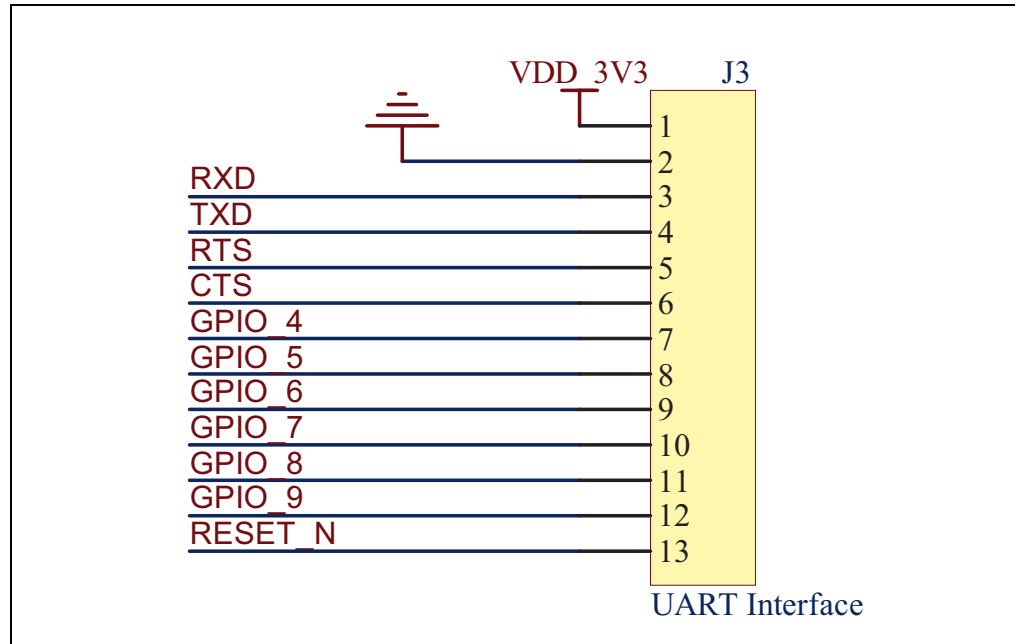 VDD_3V3 J3
1
2
RXD 3
TXD 4
RTS 5
CTS 6
GPIO_4 7
GPIO_5 8
GPIO_6 9
GPIO_7 10
GPIO_8 11
GPIO_9 12
RESET_N 13
UART Interface